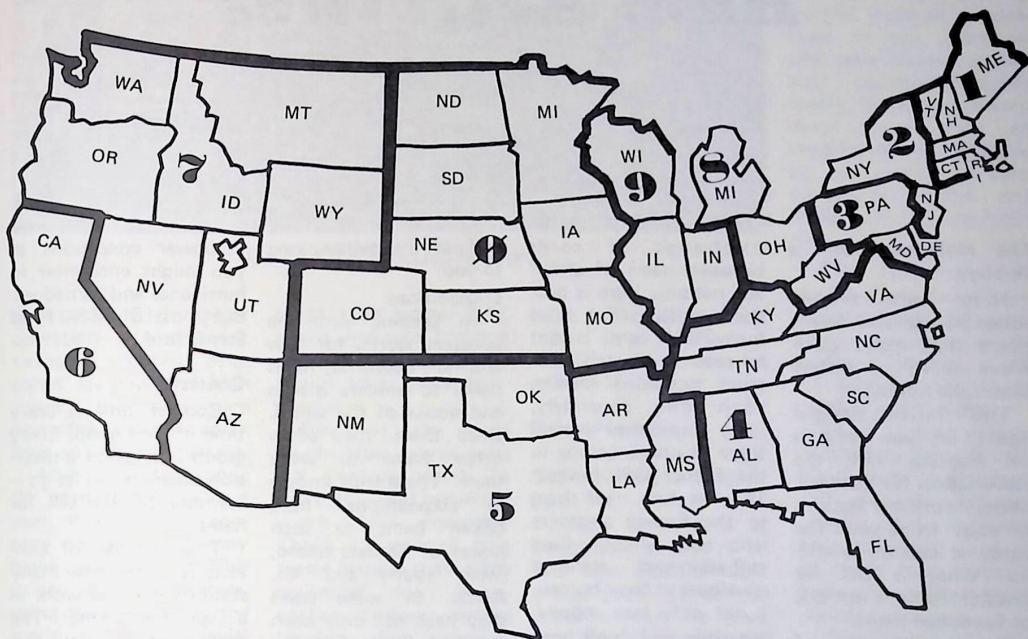 WA
OR
CA
6
NV
7
ID
MT
WY
UT
AZ
CO
NM
ND
SD
NE
0
KS
OK
TX
5
MI
IA
MO
AR
LA
MS
WI
9
IL
IN
8
MI
OH
WV
KY
TN
4
AL
GA
FL
SC
NC
VA
3
PA
MD
DE
NJ
NY
2
VT
NH
1
ME
MA
CT
RI